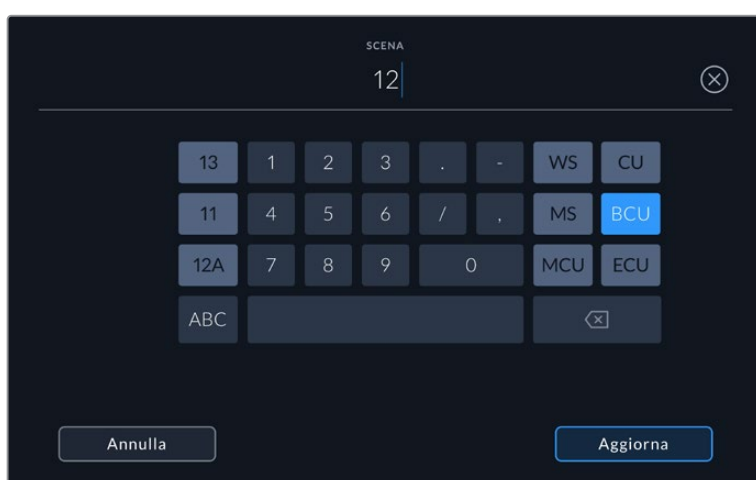 SCENA
12
13 1 2 3 . - WS CU
11 4 5 6 / , MS BCU
12A 7 8 9 0 MCU ECU
ABC
Annulla Aggiorna